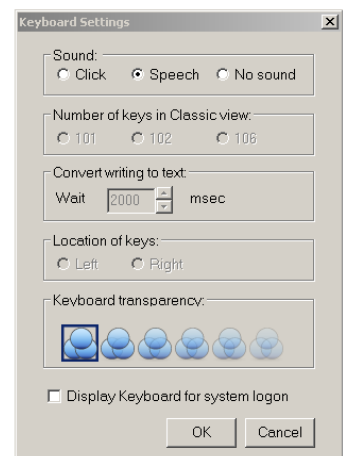 Keyboard Settings
Sound:
Click Speech No sound
Number of keys in Classic view:
101 102 106
Convert writing to text:
Wait 2000 msec
Location of keys:
Left Right
Keyboard transparency:
Display Keyboard for system logon
OK Cancel